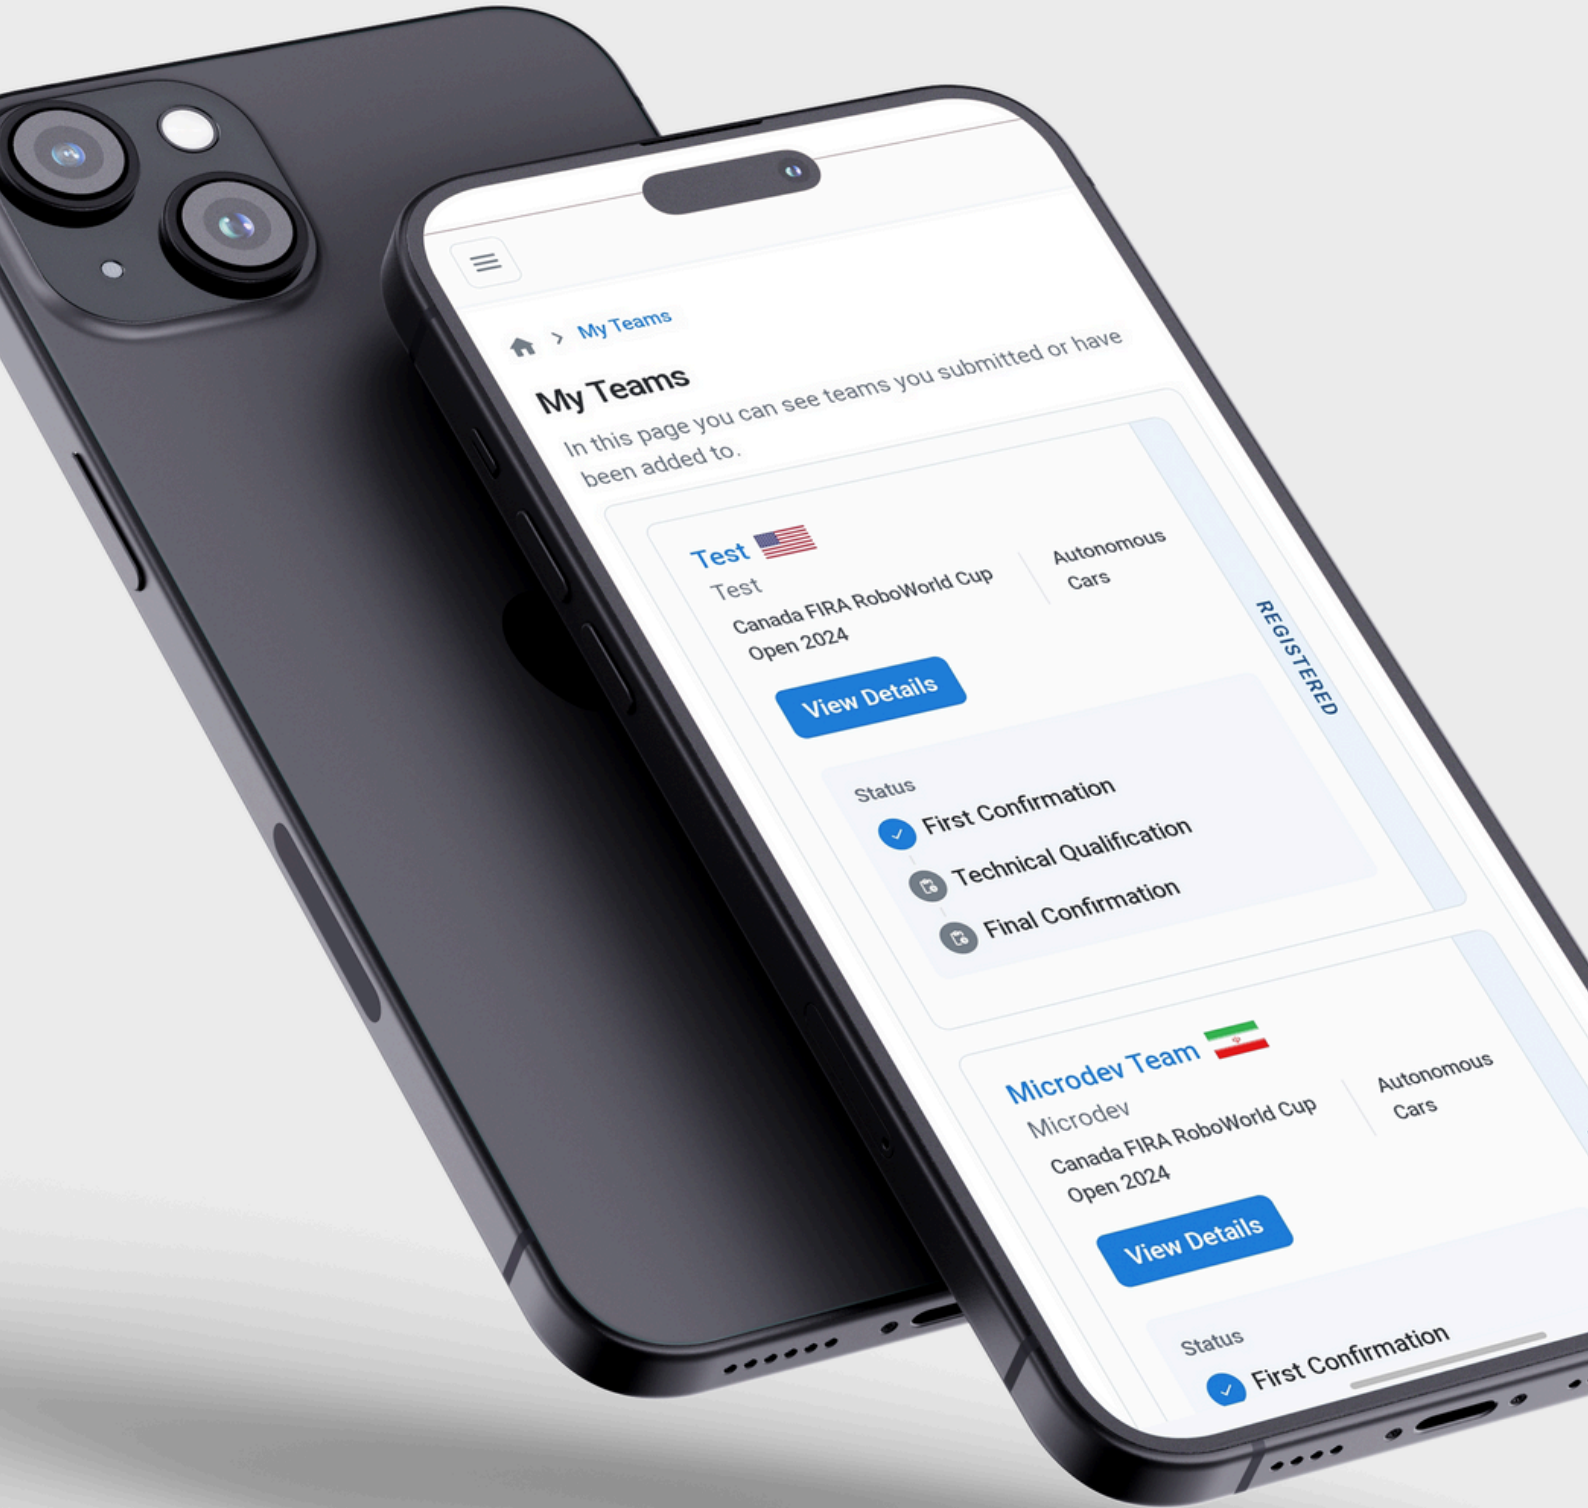 My Teams
My Teams
In this page you can see teams you submitted or have
been added to.
Test
Test
Canada FIRA RoboWorld Cup
Open 2024
Autonomous
Cars
REGISTERED
View Details
Status
First Confirmation
Technical Qualification
Final Confirmation
Microdev Team
Microdev
Canada FIRA RoboWorld Cup
Open 2024
Autonomous
Cars
View Details
Status
First Confirmation